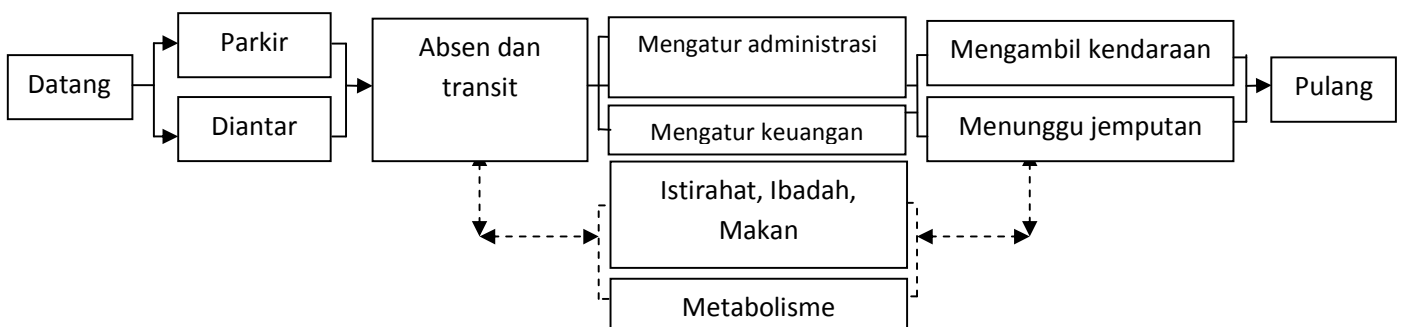 Datang
Parkir
Diantar
Absen dan
transit
Mengatur administrasi
Mengatur keuangan
Istirahat, Ibadah,
Makan
Metabolisme
Mengambil kendaraan
Menunggu jemputan
Pulang